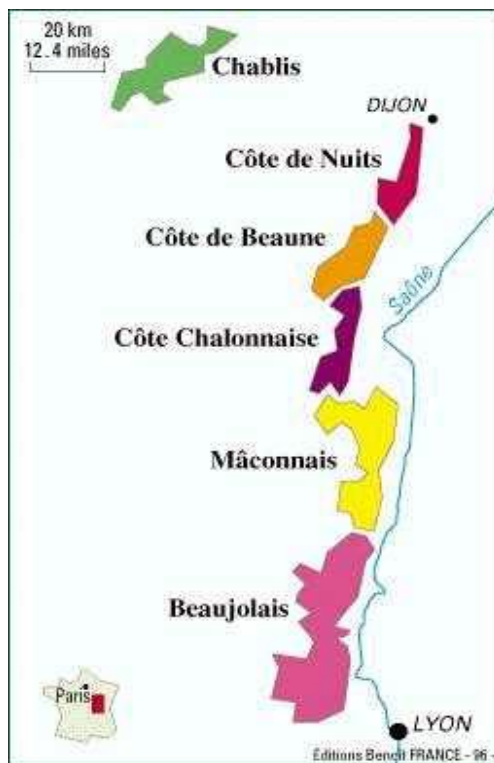 20 km
12.4 miles
Chablis
DIJON
Côte de Nuits
Côte de Beaune
Saône
Côte Chalonnaise
Mâconnais
Beaujolais
Paris
LYON
Éditions Benoit FRANCE - 96 -